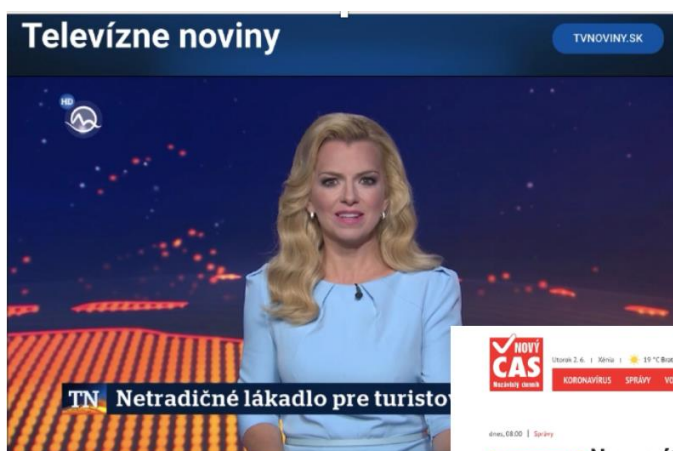 Televízne noviny
TVNOVINY.SK
HD
TN Netradičné lákadlo pre turistov
NOVÝ
ČAS
Nezávislý denník
Utorok 2. 6. | Xénia | 19 °C
KORONAVÍRUS SPRÁVY
dnes, 08:00 | Správy